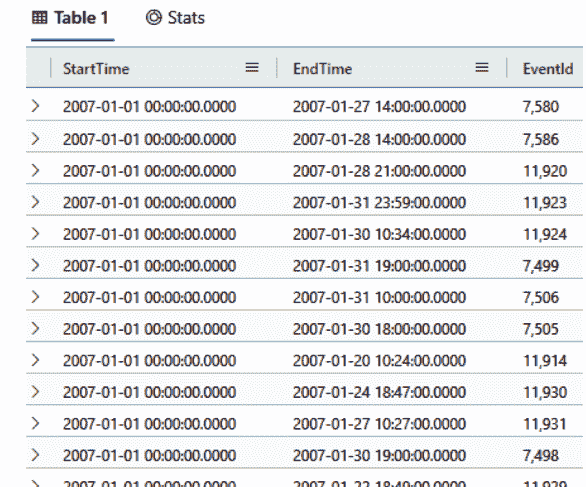 Table 1 Stats
StartTime EndTime EventId
2007-01-01 00:00:00.0000 2007-01-27 14:00:00.0000 7,580
2007-01-01 00:00:00.0000 2007-01-28 14:00:00.0000 7,586
2007-01-01 00:00:00.0000 2007-01-28 21:00:00.0000 11,920
2007-01-01 00:00:00.0000 2007-01-31 23:59:00.0000 11,923
2007-01-01 00:00:00.0000 2007-01-30 10:34:00.0000 11,924
2007-01-01 00:00:00.0000 2007-01-31 19:00:00.0000 7,499
2007-01-01 00:00:00.0000 2007-01-31 10:00:00.0000 7,506
2007-01-01 00:00:00.0000 2007-01-30 18:00:00.0000 7,505
2007-01-01 00:00:00.0000 2007-01-20 10:24:00.0000 11,914
2007-01-01 00:00:00.0000 2007-01-24 18:47:00.0000 11,930
2007-01-01 00:00:00.0000 2007-01-27 10:27:00.0000 11,931
2007-01-01 00:00:00.0000 2007-01-30 19:00:00.0000 7,498
2007-01-01 00:00:00.0000